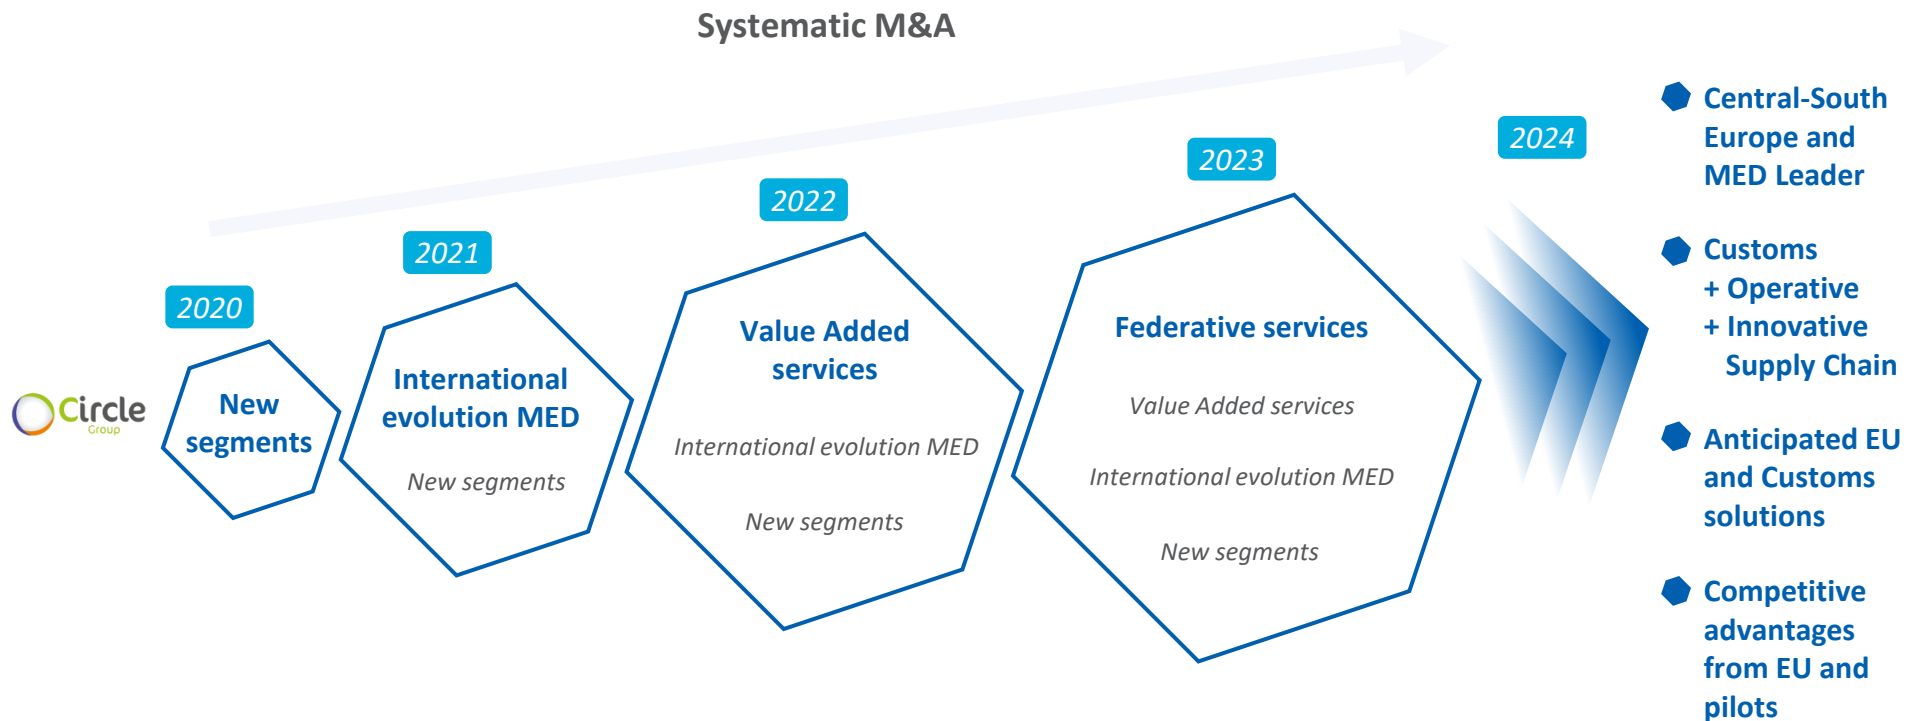 Systematic M&A
Circle
Group
2020
New
segments
2021
International
evolution MED
New segments
2022
Value Added
services
International evolution MED
New segments
2023
Federative services
Value Added services
International evolution MED
New segments
2024
Central-South
Europe and
MED Leader
Customs
+ Operative
+ Innovative
Supply Chain
Anticipated EU
and Customs
solutions
Competitive
advantages
from EU and
pilots